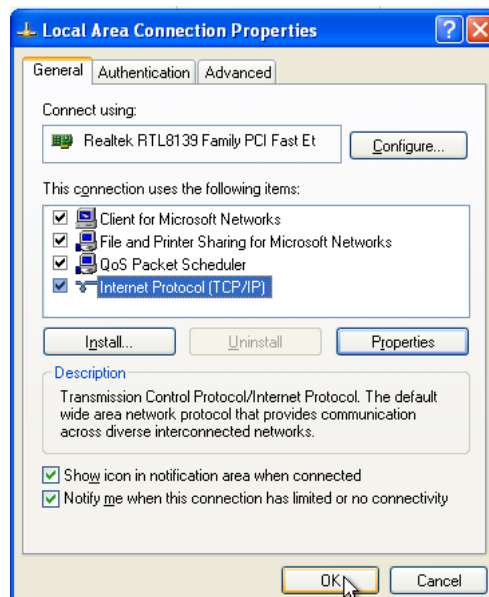 Local Area Connection Properties
General Authentication Advanced
Connect using:
Realtek RTL8139 Family PCI Fast Et Configure...
This connection uses the following items:
Client for Microsoft Networks
File and Printer Sharing for Microsoft Networks
QoS Packet Scheduler
Internet Protocol (TCP/IP)
Install... Uninstall Properties
Description
Transmission Control Protocol/Internet Protocol. The default
wide area network protocol that provides communication
across diverse interconnected networks.
Show icon in notification area when connected
Notify me when this connection has limited or no connectivity
OK Cancel